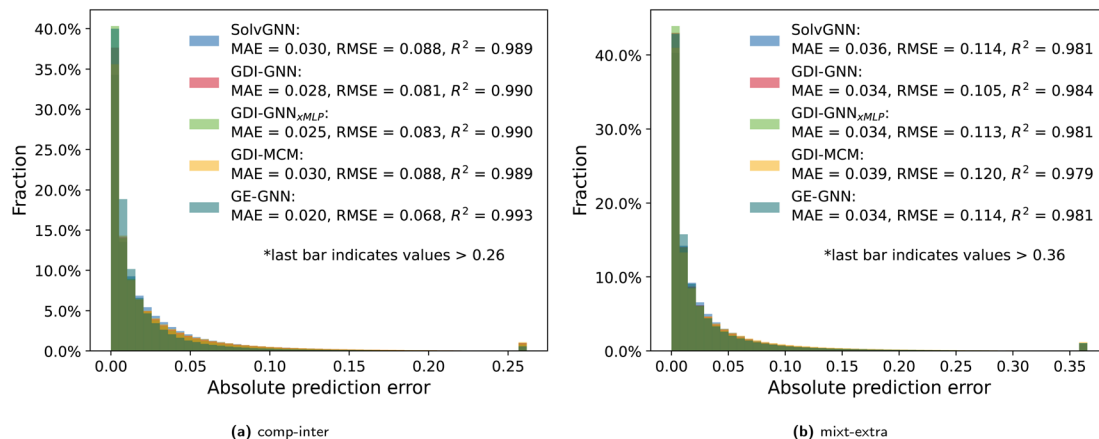 40.0%
35.0%
30.0%
25.0%
20.0%
15.0%
10.0%
5.0%
0.0%
Fraction
SolvGNN:
MAE = 0.030, RMSE = 0.088, R² = 0.989
GDI-GNN:
MAE = 0.028, RMSE = 0.081, R² = 0.990
GDI-GNNxMLP:
MAE = 0.025, RMSE = 0.083, R² = 0.990
GDI-MCM:
MAE = 0.030, RMSE = 0.088, R² = 0.989
GE-GNN:
MAE = 0.020, RMSE = 0.068, R² = 0.993
*last bar indicates values > 0.26
0.00 0.05 0.10 0.15 0.20 0.25
Absolute prediction error
(a) comp-inter
40.0%
30.0%
20.0%
10.0%
0.0%
Fraction
SolvGNN:
MAE = 0.036, RMSE = 0.114, R² = 0.981
GDI-GNN:
MAE = 0.034, RMSE = 0.105, R² = 0.984
GDI-GNNxMLP:
MAE = 0.034, RMSE = 0.113, R² = 0.981
GDI-MCM:
MAE = 0.039, RMSE = 0.120, R² = 0.979
GE-GNN:
MAE = 0.034, RMSE = 0.114, R² = 0.981
*last bar indicates values > 0.36
0.00 0.05 0.10 0.15 0.20 0.25 0.30 0.35
Absolute prediction error
(b) mixt-extra